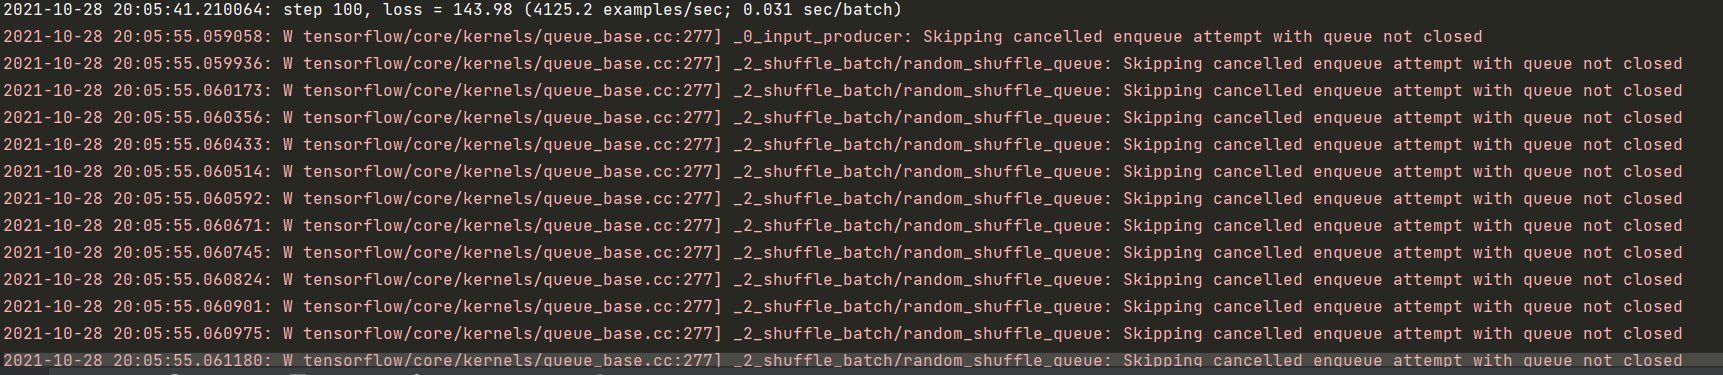 2021-10-28 20:05:41.210064: step 100, loss = 143.98 (4125.2 examples/sec; 0.031 sec/batch)
2021-10-28 20:05:55.059058: W tensorflow/core/kernels/queue_base.cc:277] _0_input_producer: Skipping cancelled enqueue attempt with queue not closed
2021-10-28 20:05:55.059936: W tensorflow/core/kernels/queue_base.cc:277] _2_shuffle_batch/random_shuffle_queue: Skipping cancelled enqueue attempt with queue not closed
2021-10-28 20:05:55.060173: W tensorflow/core/kernels/queue_base.cc:277] _2_shuffle_batch/random_shuffle_queue: Skipping cancelled enqueue attempt with queue not closed
2021-10-28 20:05:55.060356: W tensorflow/core/kernels/queue_base.cc:277] _2_shuffle_batch/random_shuffle_queue: Skipping cancelled enqueue attempt with queue not closed
2021-10-28 20:05:55.060433: W tensorflow/core/kernels/queue_base.cc:277] _2_shuffle_batch/random_shuffle_queue: Skipping cancelled enqueue attempt with queue not closed
2021-10-28 20:05:55.060514: W tensorflow/core/kernels/queue_base.cc:277] _2_shuffle_batch/random_shuffle_queue: Skipping cancelled enqueue attempt with queue not closed
2021-10-28 20:05:55.060592: W tensorflow/core/kernels/queue_base.cc:277] _2_shuffle_batch/random_shuffle_queue: Skipping cancelled enqueue attempt with queue not closed
2021-10-28 20:05:55.060671: W tensorflow/core/kernels/queue_base.cc:277] _2_shuffle_batch/random_shuffle_queue: Skipping cancelled enqueue attempt with queue not closed
2021-10-28 20:05:55.060745: W tensorflow/core/kernels/queue_base.cc:277] _2_shuffle_batch/random_shuffle_queue: Skipping cancelled enqueue attempt with queue not closed
2021-10-28 20:05:55.060824: W tensorflow/core/kernels/queue_base.cc:277] _2_shuffle_batch/random_shuffle_queue: Skipping cancelled enqueue attempt with queue not closed
2021-10-28 20:05:55.060901: W tensorflow/core/kernels/queue_base.cc:277] _2_shuffle_batch/random_shuffle_queue: Skipping cancelled enqueue attempt with queue not closed
2021-10-28 20:05:55.060975: W tensorflow/core/kernels/queue_base.cc:277] _2_shuffle_batch/random_shuffle_queue: Skipping cancelled enqueue attempt with queue not closed
2021-10-28 20:05:55.061180: W tensorflow/core/kernels/queue_base.cc:277] _2_shuffle_batch/random_shuffle_queue: Skipping cancelled enqueue attempt with queue not closed